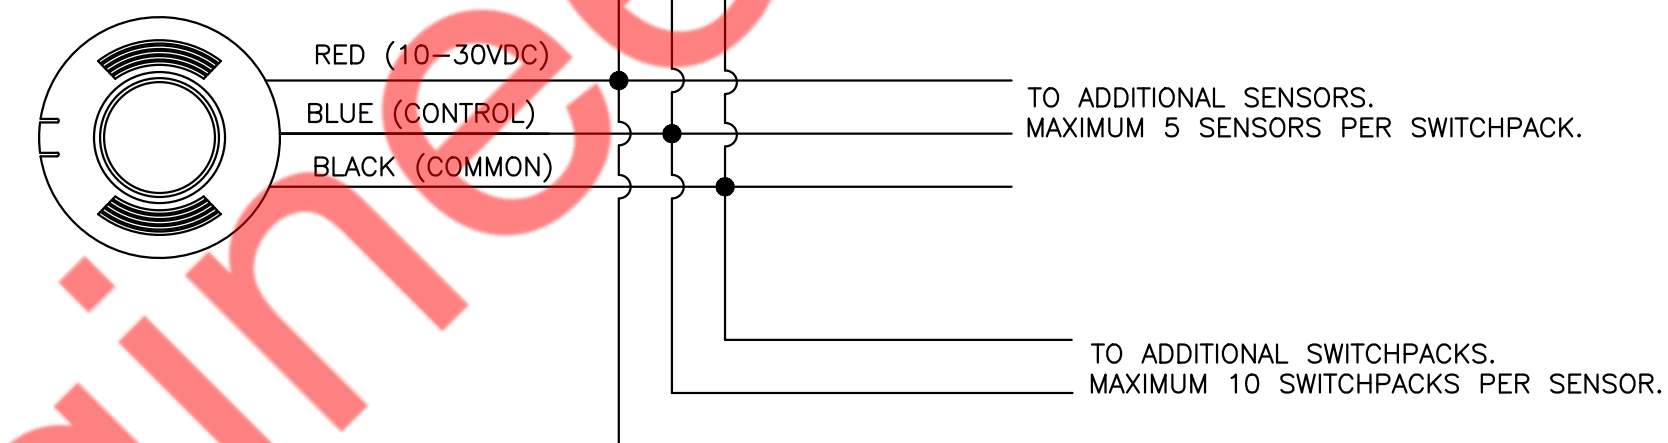 RED (10-30VDC)
BLUE (CONTROL)
BLACK (COMMON)
TO ADDITIONAL SENSORS.
MAXIMUM 5 SENSORS PER SWITCHPACK.
TO ADDITIONAL SWITCHPACKS.
MAXIMUM 10 SWITCHPACKS PER SENSOR.
ginee